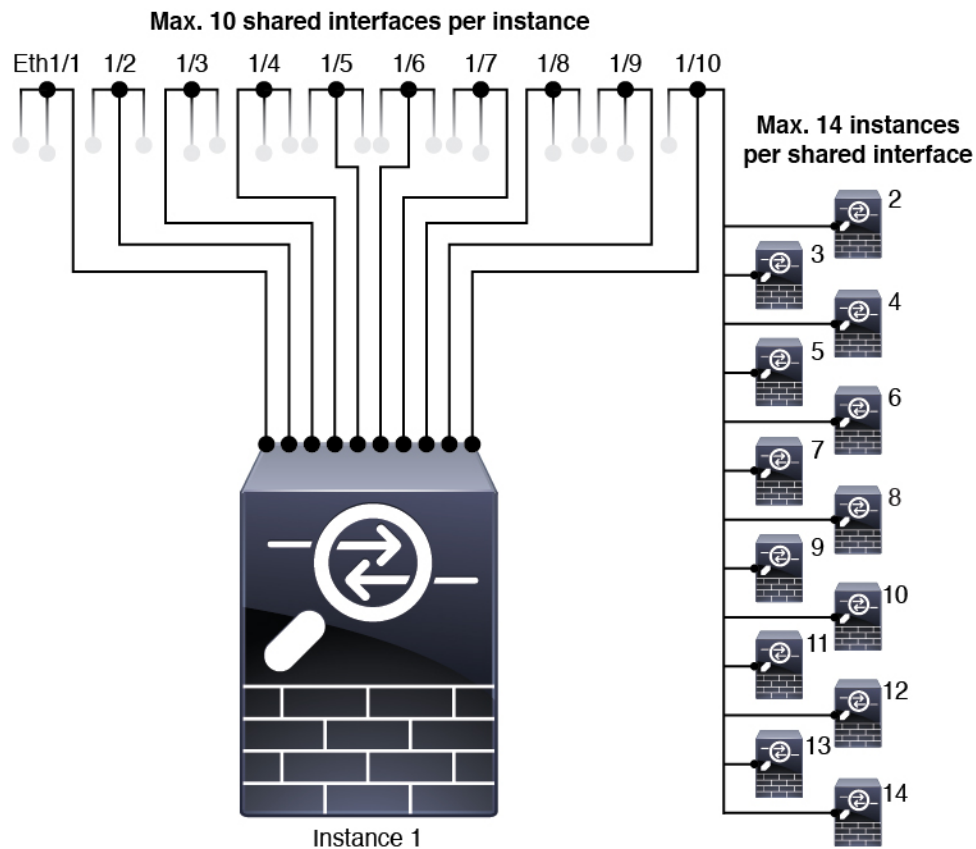 Max. 10 shared interfaces per instance
Eth1/1 1/2 1/3 1/4 1/5 1/6 1/7 1/8 1/9 1/10
Max. 14 instances
per shared interface
2
3
4
5
6
7
8
9
10
11
12
13
14
Instance 1